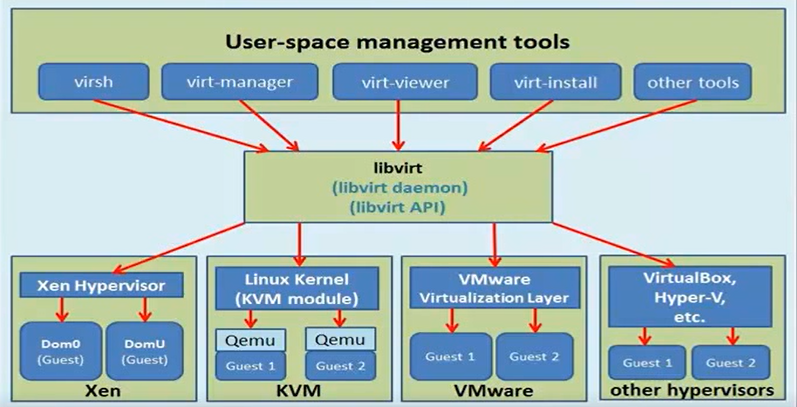 User-space management tools
virsh
virt-manager
virt-viewer
virt-install
other tools
libvirt
(libvirt daemon)
(libvirt API)
Xen Hypervisor
Dom0
(Guest)
DomU
(Guest)
Xen
Linux Kernel
(KVM module)
Qemu
Guest 1
Qemu
Guest 2
KVM
VMware
Virtualization Layer
Guest 1
Guest 2
VMware
VirtualBox,
Hyper-V,
etc.
Guest 1
Guest 2
other hypervisors